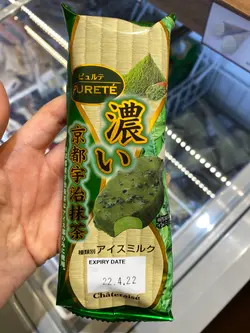 ピュルテ
PURETÉ
濃い
京都宇治抹茶
種類別 アイスミルク
EXPIRY DATE
22.4.22
Châteraisé